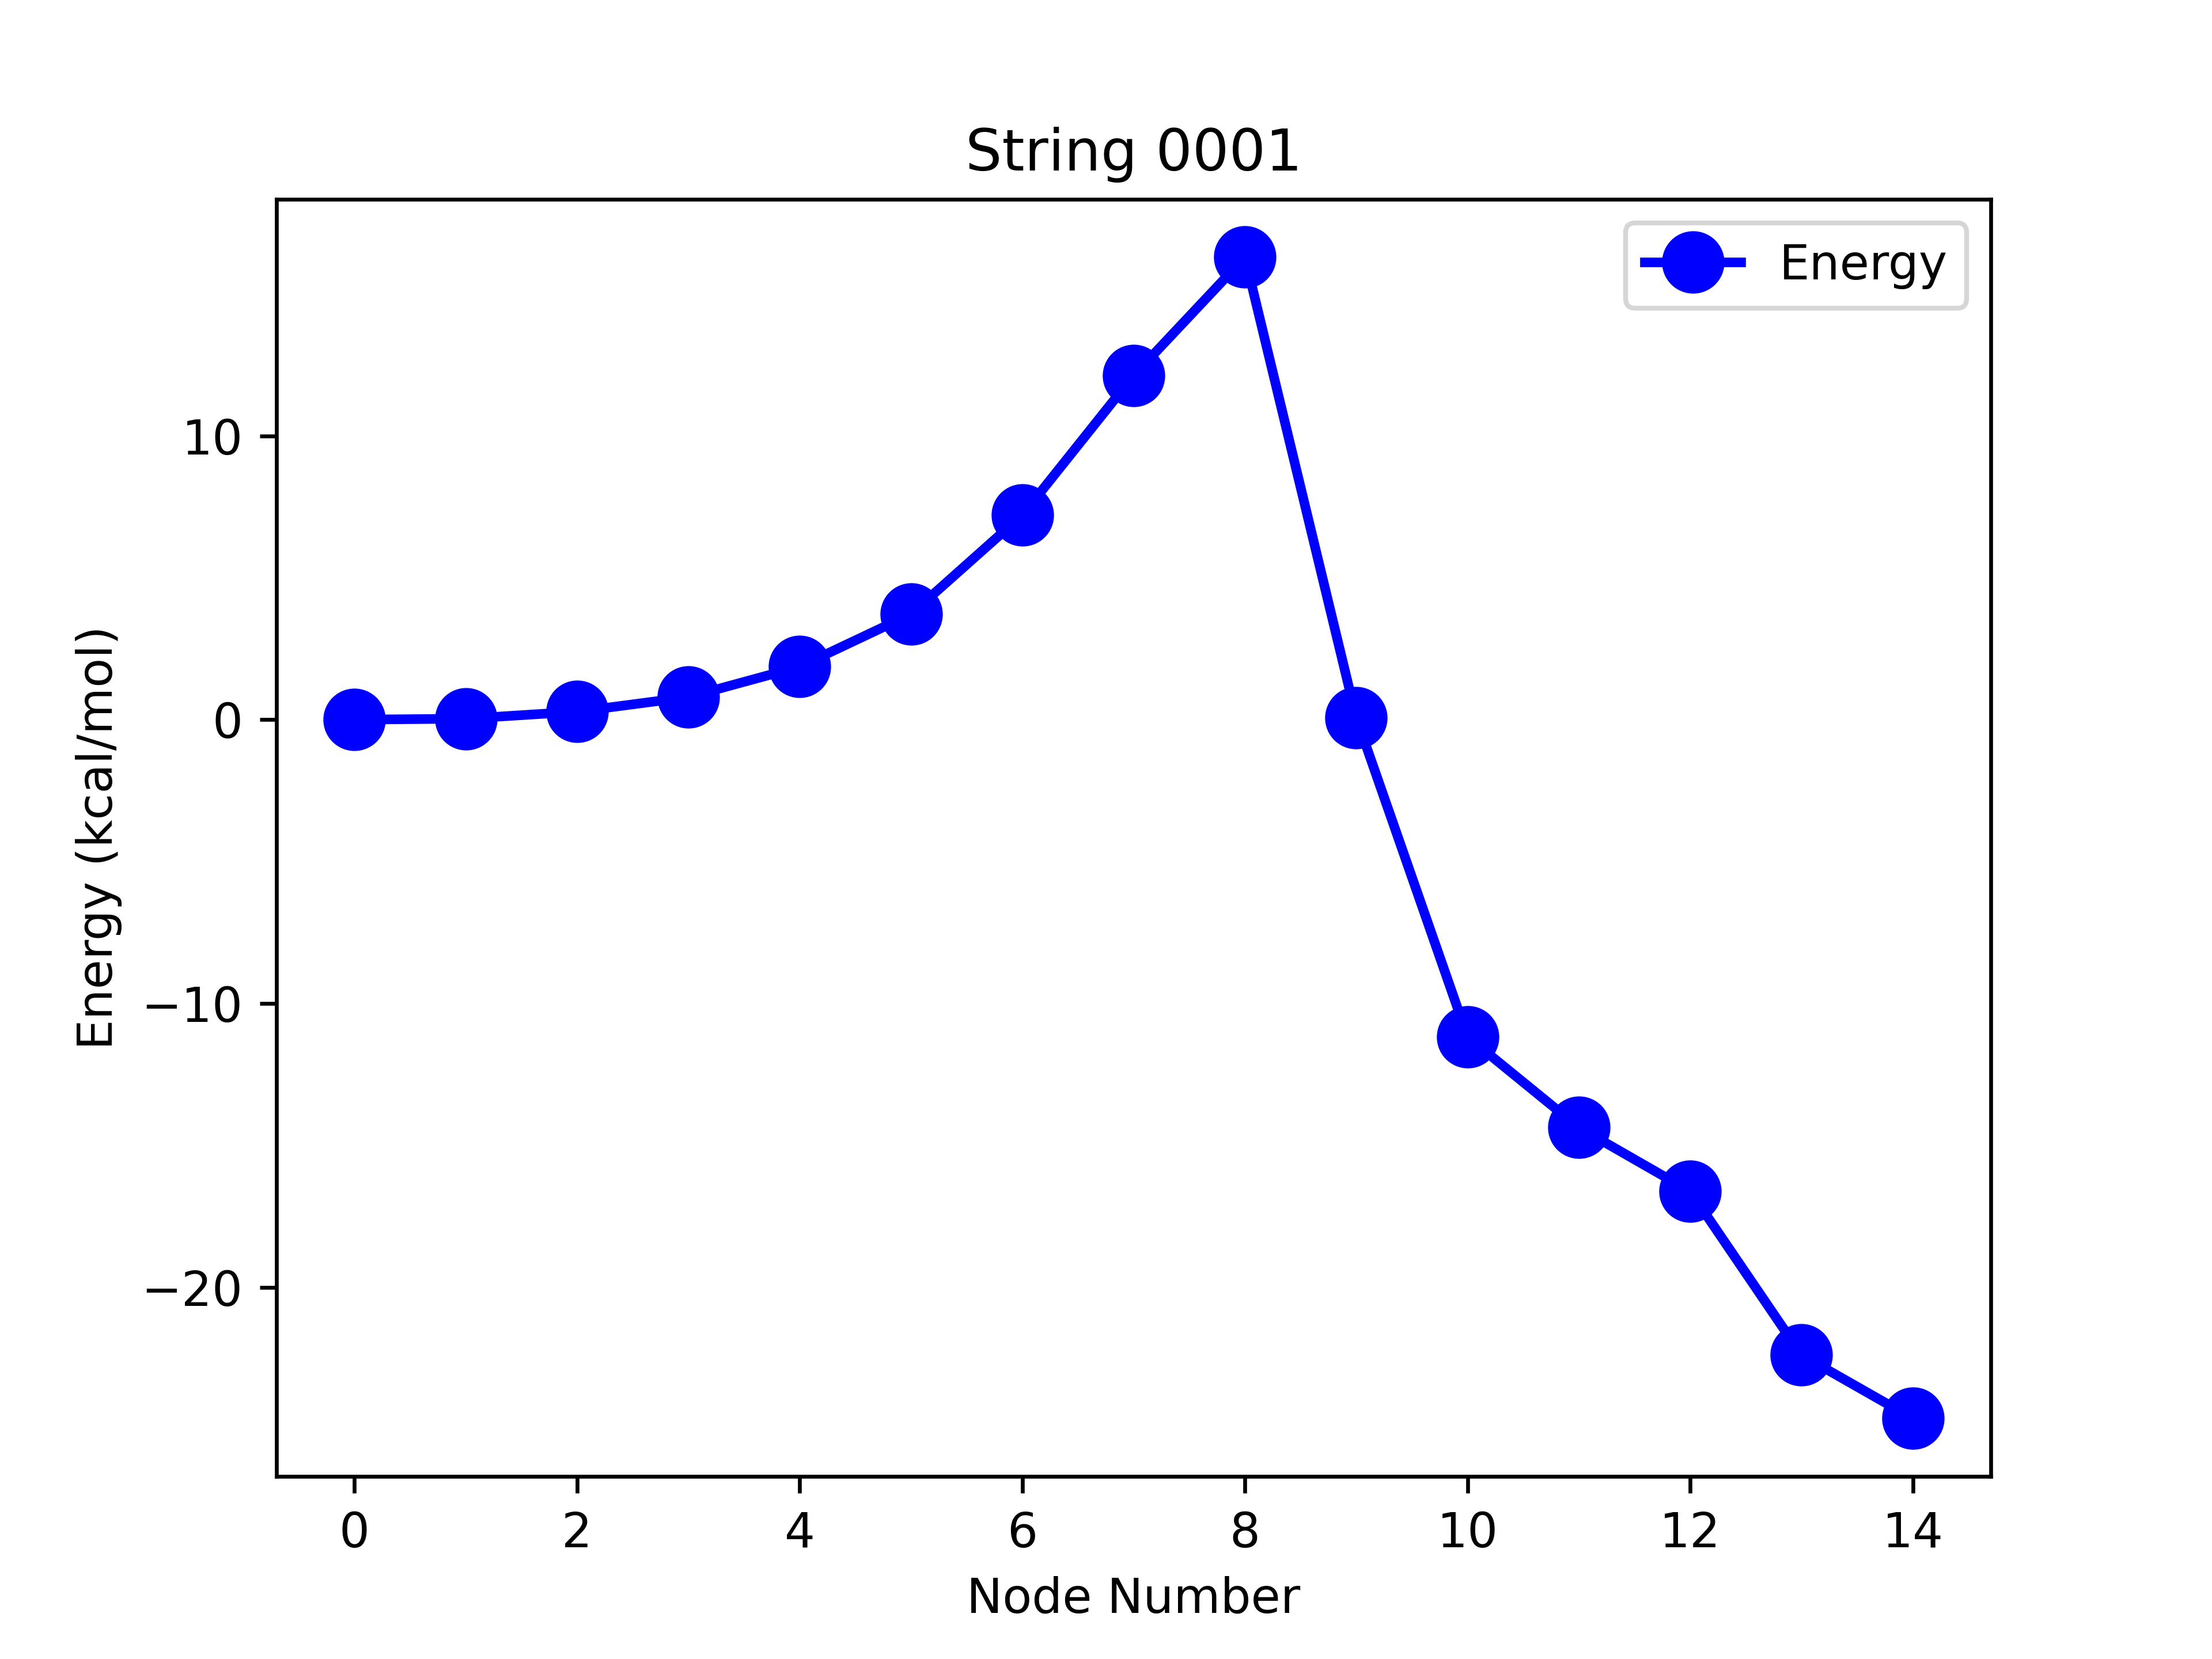 String 0001
Energy
Energy (kcal/mol)
10
0
−10
−20
0 2 4 6 8 10 12 14
Node Number